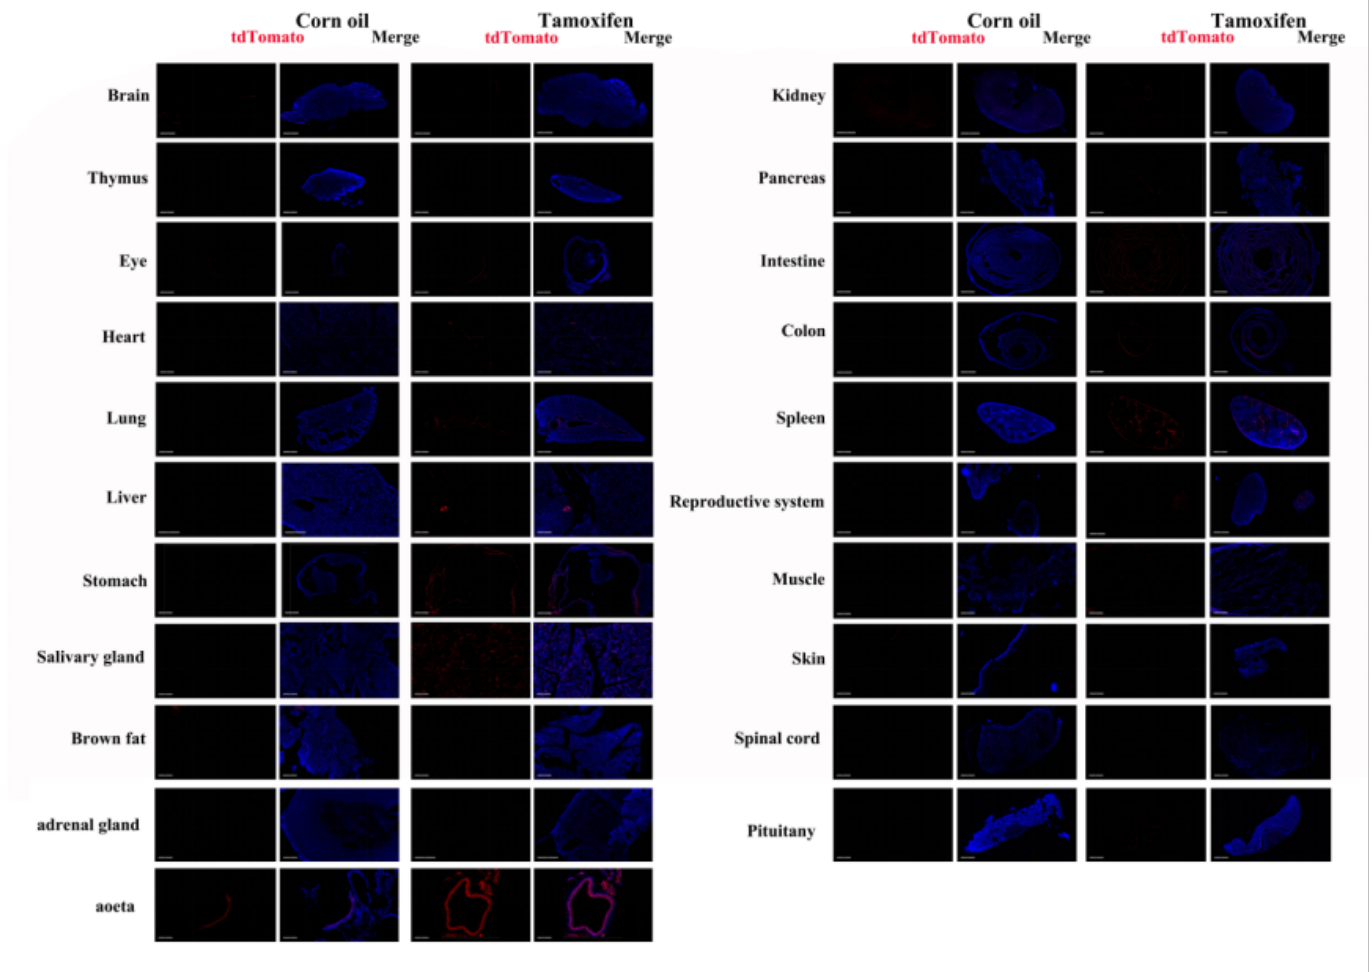 Corn oil Tamoxifen
tdTomato Merge tdTomato Merge
Brain
Thymus
Eye
Heart
Lung
Liver
Stomach
Salivary gland
Brown fat
adrenal gland
aoeta
Corn oil Tamoxifen
tdTomato Merge tdTomato Merge
Kidney
Pancreas
Intestine
Colon
Spleen
Reproductive system
Muscle
Skin
Spinal cord
Pituitany